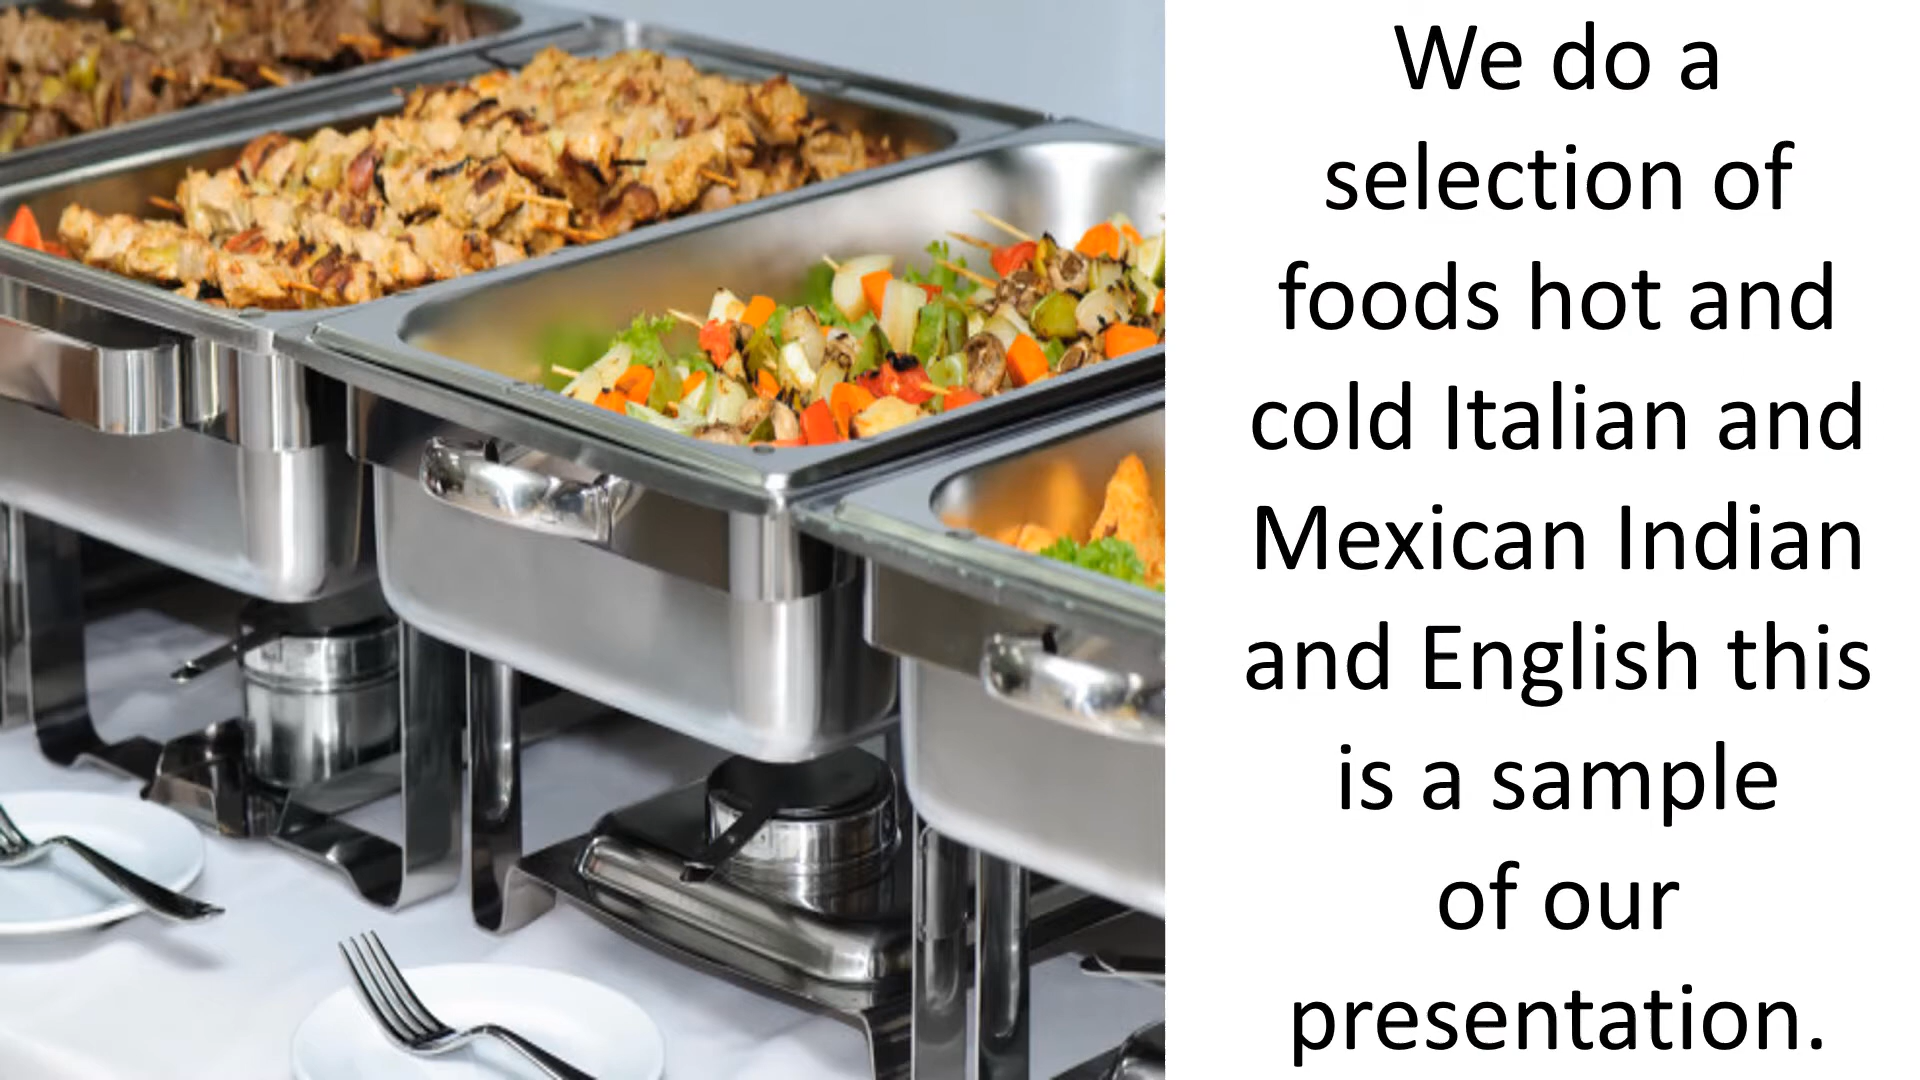 We do a
selection of
foods hot and
cold Italian and
Mexican Indian
and English this
is a sample
of our
presentation.